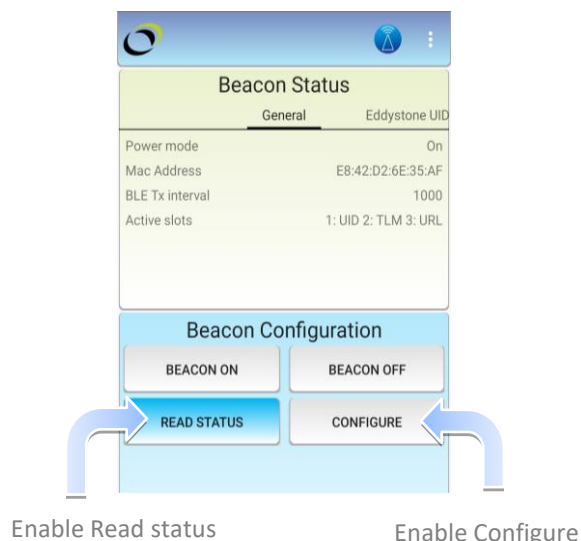 Beacon Status
General Eddystone UID
Power mode On
Mac Address E8:42:D2:6E:35:AF
BLE Tx interval 1000
Active slots 1: UID 2: TLM 3: URL
Beacon Configuration
BEACON ON BEACON OFF
READ STATUS CONFIGURE
Enable Read status Enable Configure